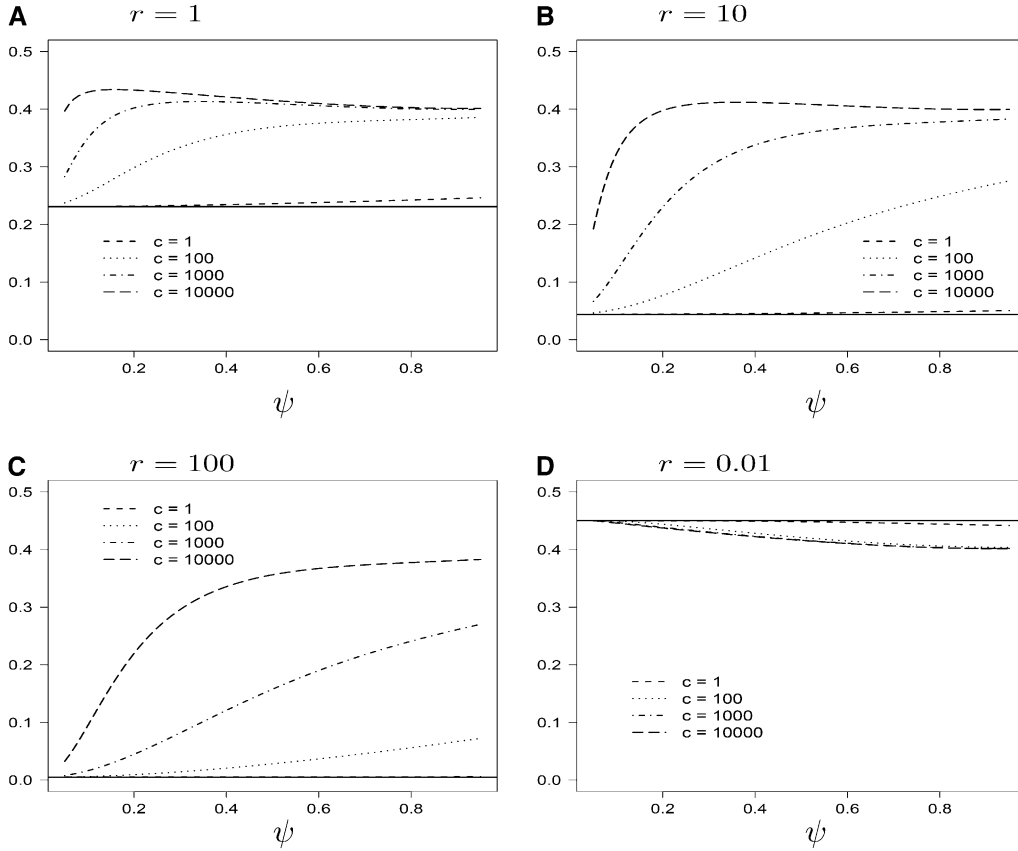 A r = 1
0.5
0.4
0.3
0.2
0.1
0.0
c = 1
c = 100
c = 1000
c = 10000
0.2 0.4 0.6 0.8
ψ
B r = 10
0.5
0.4
0.3
0.2
0.1
0.0
c = 1
c = 100
c = 1000
c = 10000
0.2 0.4 0.6 0.8
ψ
C r = 100
0.5
0.4
0.3
0.2
0.1
0.0
c = 1
c = 100
c = 1000
c = 10000
0.2 0.4 0.6 0.8
ψ
D r = 0.01
0.5
0.4
0.3
0.2
0.1
0.0
c = 1
c = 100
c = 1000
c = 10000
0.2 0.4 0.6 0.8
ψ